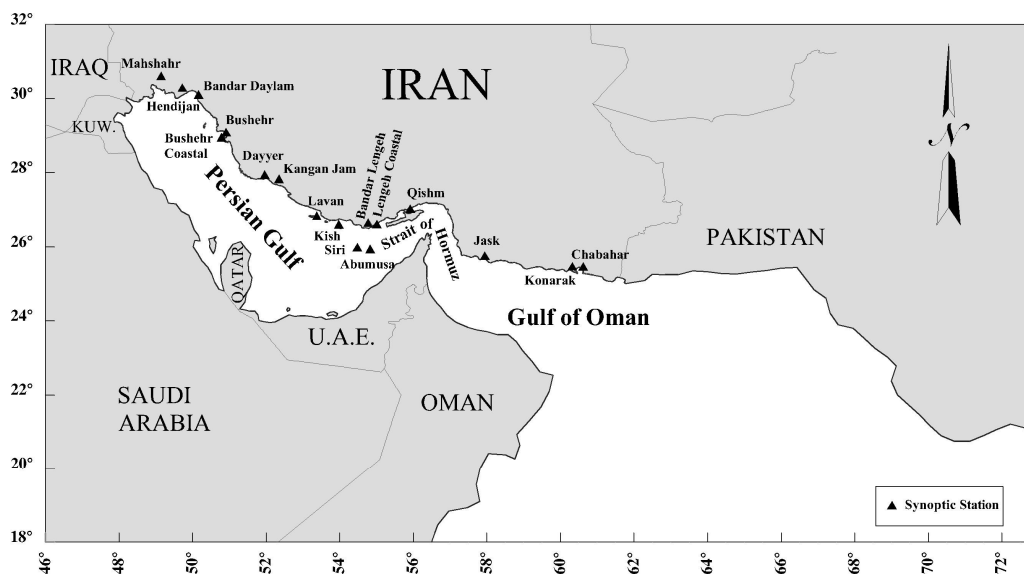 32°
30°
28°
26°
24°
22°
20°
18°
46°
48°
50°
52°
54°
56°
58°
60°
62°
64°
66°
68°
70°
72°
IRAQ
Mahshahr
IRAN
Bandar Daylam
Hendijan
KUW.
Bushehr
Bushehr
Coastal
Dayyer
Kangan Jam
Bandar Lengeh
Lengeh Coastal
Qishm
Lavan
Persian Gulf
Kish
Siri
Abumusa
Strait of
Hormuz
Jask
Chabahar
Konarak
PAKISTAN
QATAR
Gulf of Oman
U.A.E.
SAUDI
ARABIA
OMAN
N
Synoptic Station